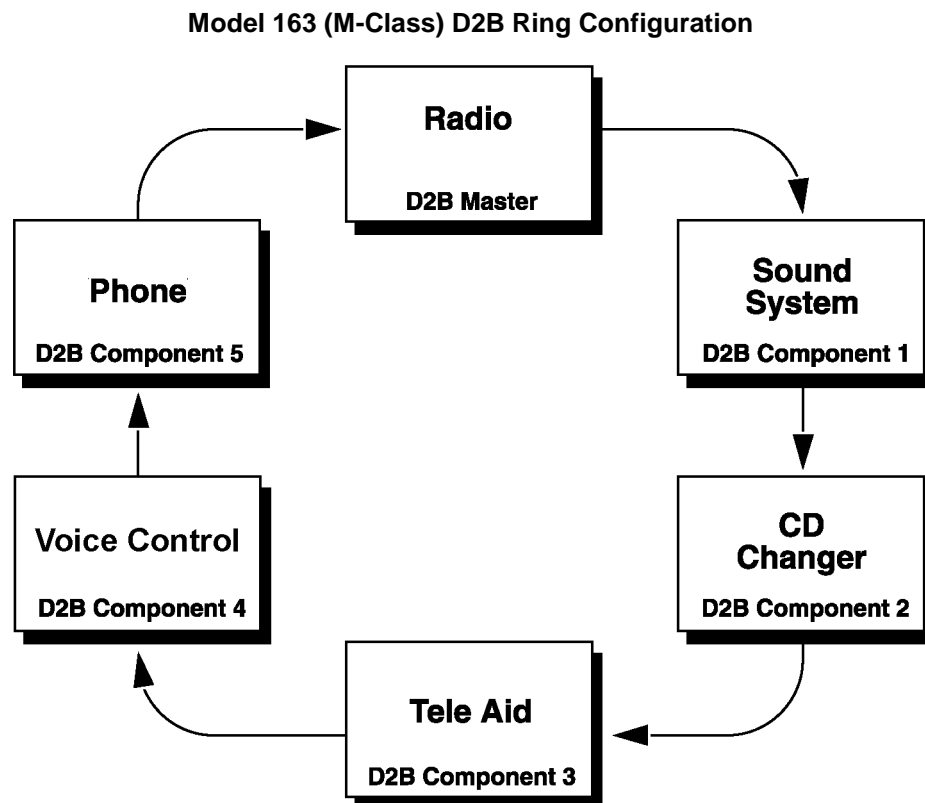 Model 163 (M-Class) D2B Ring Configuration
Radio
D2B Master
Sound
System
D2B Component 1
CD
Changer
D2B Component 2
Tele Aid
D2B Component 3
Voice Control
D2B Component 4
Phone
D2B Component 5